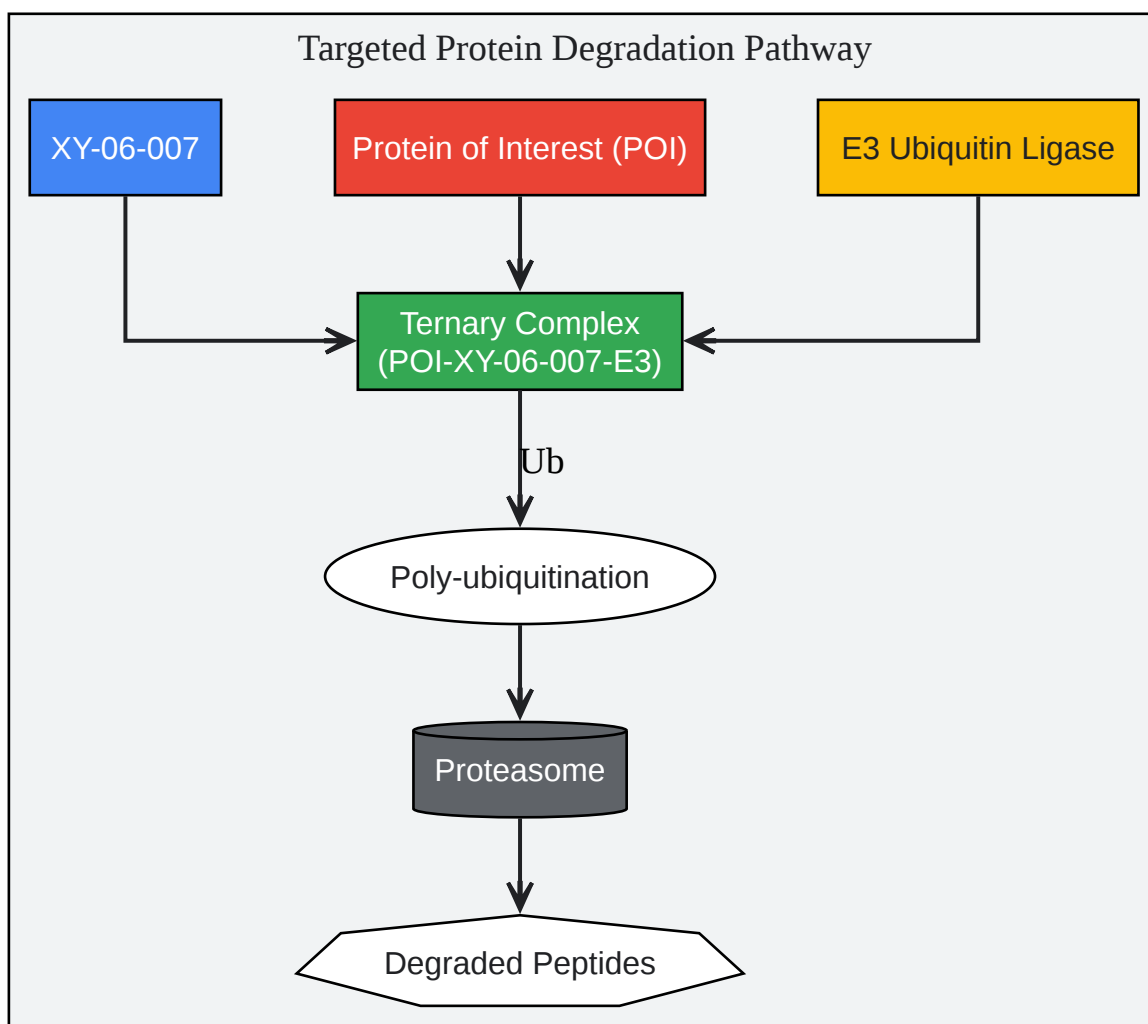 Targeted Protein Degradation Pathway
XY-06-007
Protein of Interest (POI)
E3 Ubiquitin Ligase
Ternary Complex
(POI-XY-06-007-E3)
Ub
Poly-ubiquitination
Proteasome
Degraded Peptides